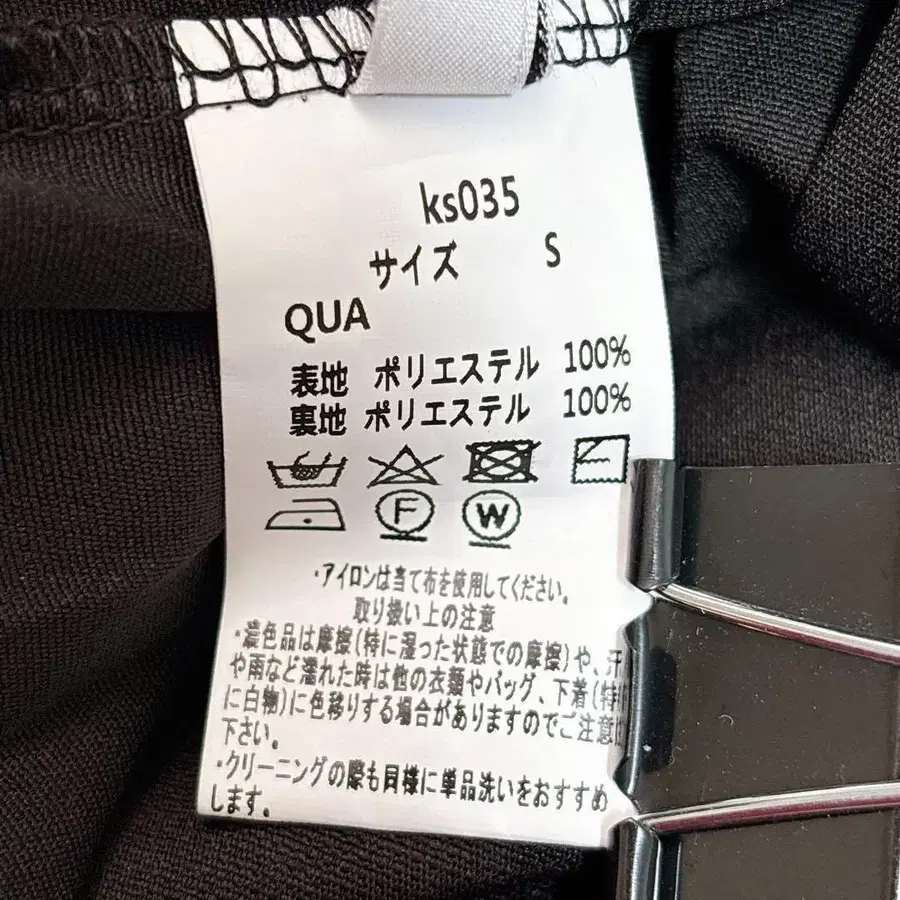 ks035
サイズ S
QUA
表地 ポリエステル 100%
裏地 ポリエステル 100%
F W
・アイロンは当て布を使用してください。
取り扱い上の注意
・濃色品は摩擦(特に湿った状態での摩擦)や、汗
や雨など濡れた時は他の衣類やバッグ、下着(特
に白物)に色移りする場合がありますのでご注意
下さい。
・クリーニングの際も同様に単品洗いをおすすめ
します。